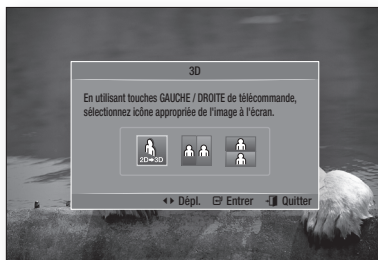 3D
En utilisant touches GAUCHE / DROITE de télécommande,
sélectionnez icône appropriée de l'image à l'écran.
2D➞3D
Dépl. Entrer Quitter